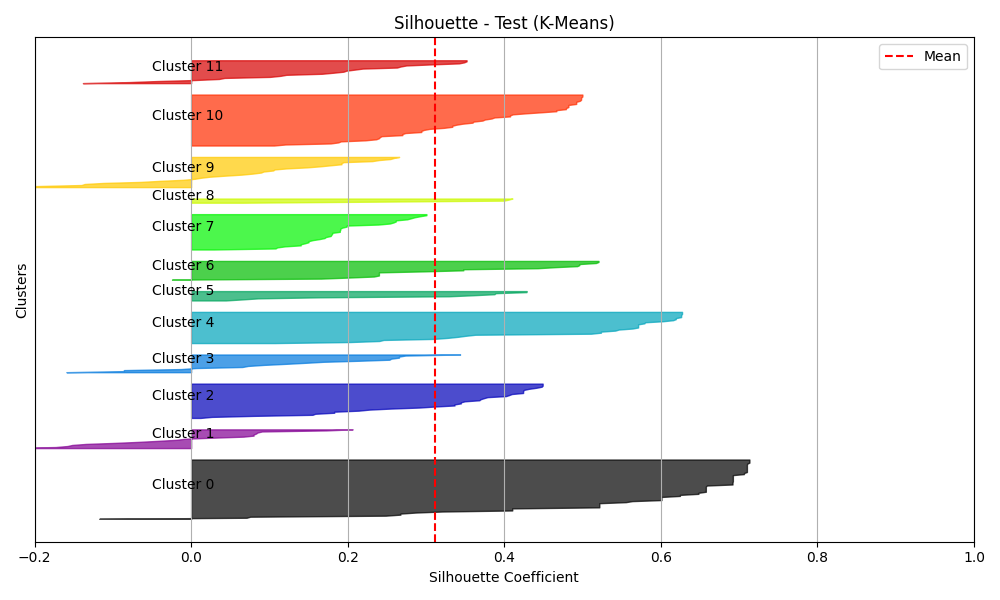 Silhouette - Test (K-Means)
Mean
Cluster 11
Cluster 10
Cluster 9
Cluster 8
Cluster 7
Cluster 6
Cluster 5
Cluster 4
Cluster 3
Cluster 2
Cluster 1
Cluster 0
Clusters
−0.2 0.0 0.2 0.4 0.6 0.8 1.0
Silhouette Coefficient